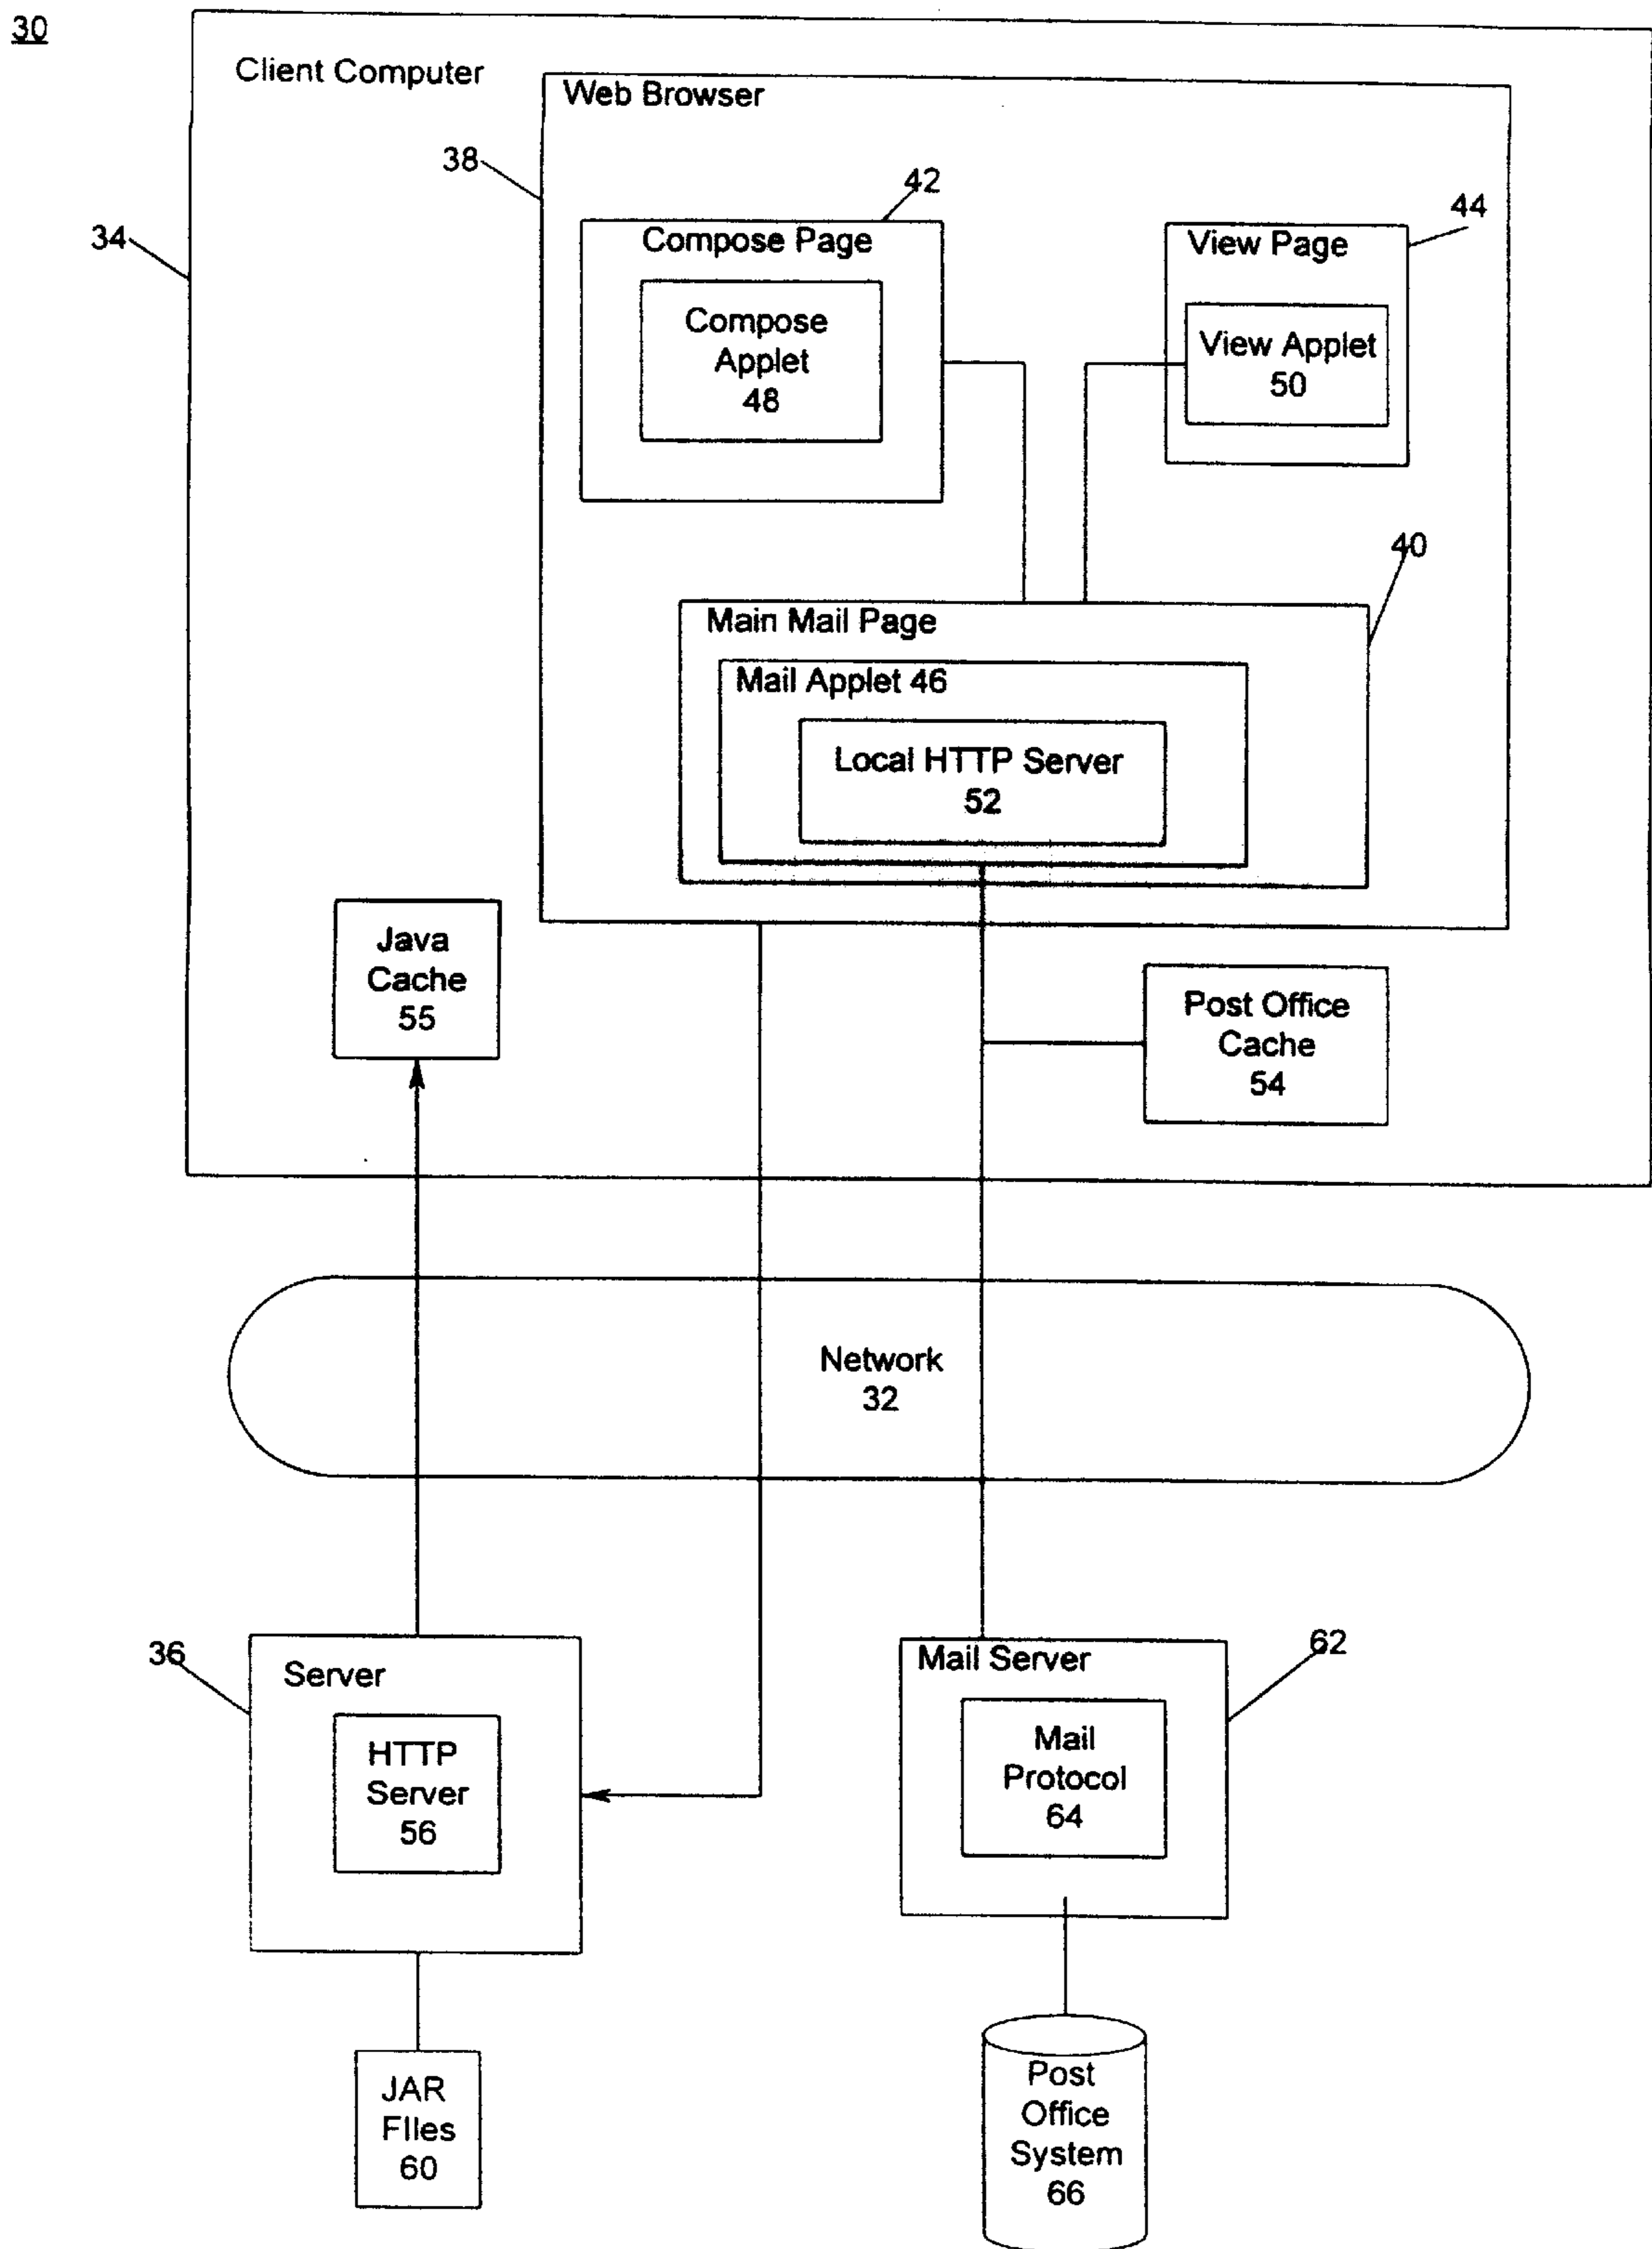 30
Client Computer
Web Browser
38
42
44
34
Compose Page
View Page
Compose
Applet
48
View Applet
50
40
Main Mail Page
Mail Applet 46
Local HTTP Server
52
Java
Cache
55
Post Office
Cache
54
Network
32
36
Server
HTTP
Server
56
Mail Server
62
Mail
Protocol
64
JAR
FIles
60
Post
Office
System
66